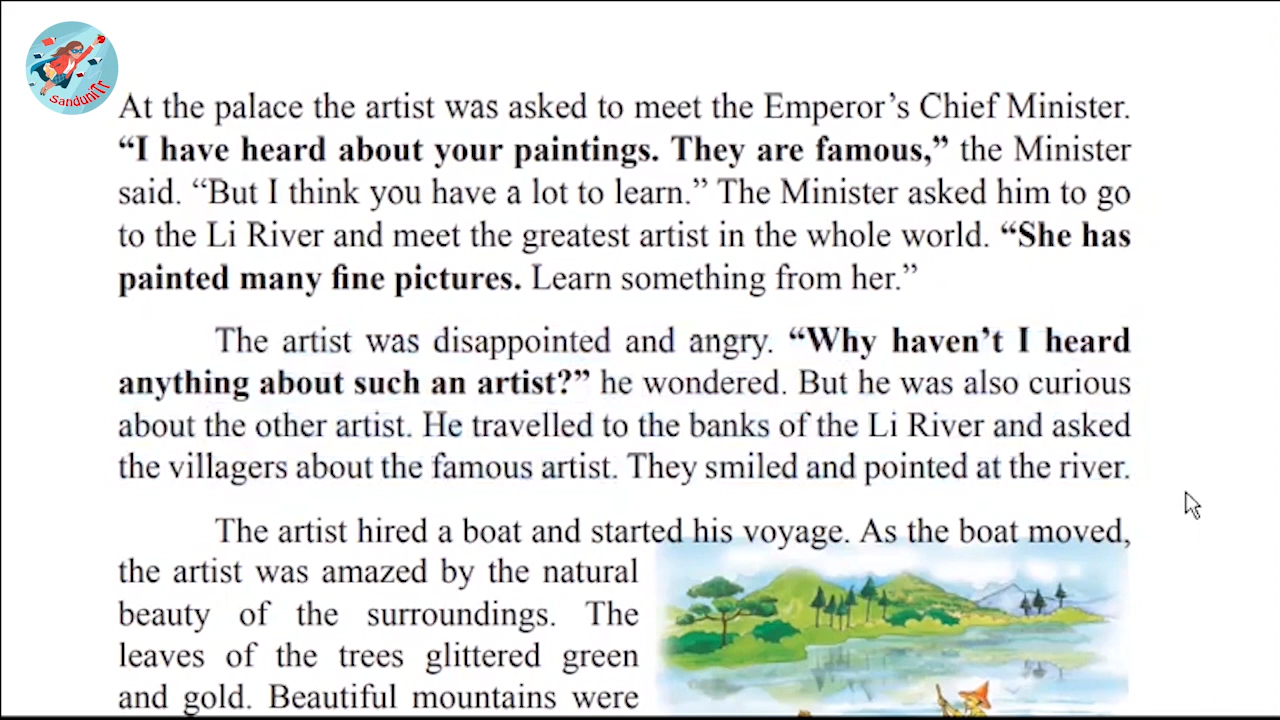 SanduniTr
At the palace the artist was asked to meet the Emperor’s Chief Minister.
“I have heard about your paintings. They are famous,” the Minister
said. “But I think you have a lot to learn.” The Minister asked him to go
to the Li River and meet the greatest artist in the whole world. “She has
painted many fine pictures. Learn something from her.”
The artist was disappointed and angry. “Why haven’t I heard
anything about such an artist?” he wondered. But he was also curious
about the other artist. He travelled to the banks of the Li River and asked
the villagers about the famous artist. They smiled and pointed at the river.
The artist hired a boat and started his voyage. As the boat moved,
the artist was amazed by the natural
beauty of the surroundings. The
leaves of the trees glittered green
and gold. Beautiful mountains were